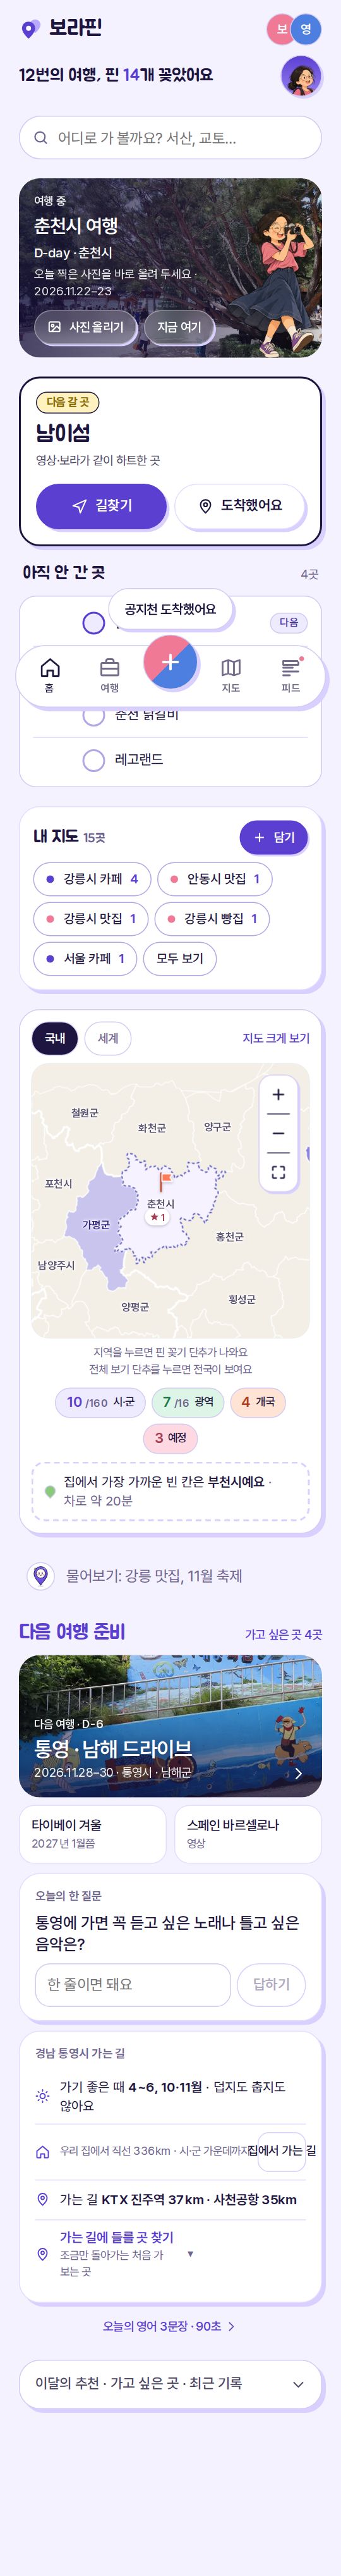 보라핀
보 영
12번의 여행, 핀 14개 꽂았어요
어디로 가 볼까요? 서산, 교토…
여행 중
춘천시 여행
D-day · 춘천시
오늘 찍은 사진을 바로 올려 두세요 ·
2026.11.22–23
사진 올리기 지금 여기
다음 갈 곳
남이섬
영상·보라가 같이 하트한 곳
길찾기 도착했어요
아직 안 간 곳 4곳
공지천 도착했어요
다음
홈 여행 지도 피드
춘천 닭갈비
레고랜드
내 지도 15곳
담기
강릉시 카페 4 안동시 맛집 1
강릉시 맛집 1 강릉시 빵집 1
서울 카페 1 모두 보기
국내 세계 지도 크게 보기
철원군
화천군 양구군
포천시
춘천시
★ 1
가평군
홍천군
남양주시
양평군 횡성군
지역을 누르면 핀 꽂기 단추가 나와요
전체 보기 단추를 누르면 전국이 보여요
10 /160 시·군 7 /16 광역 4 개국
3 예정
집에서 가장 가까운 빈 칸은 부천시예요 ·
차로 약 20분
물어보기: 강릉 맛집, 11월 축제
다음 여행 준비 가고 싶은 곳 4곳
다음 여행 · D-6
통영 · 남해 드라이브
2026.11.28–30 · 통영시 · 남해군
타이베이 겨울
2027년 1월쯤
스페인 바르셀로나
영상
오늘의 한 질문
통영에 가면 꼭 듣고 싶은 노래나 틀고 싶은
음악은?
한 줄이면 돼요 답하기
경남 통영시 가는 길
가기 좋은 때 4~6, 10·11월 · 덥지도 춥지도
않아요
우리 집에서 직선 336km · 시·군 가운데까지
집에서 가는 길
가는 길 KTX 진주역 37km · 사천공항 35km
가는 길에 들를 곳 찾기
조금만 돌아가는 처음 가
보는 곳
오늘의 영어 3문장 · 90초
이달의 추천 · 가고 싶은 곳 · 최근 기록